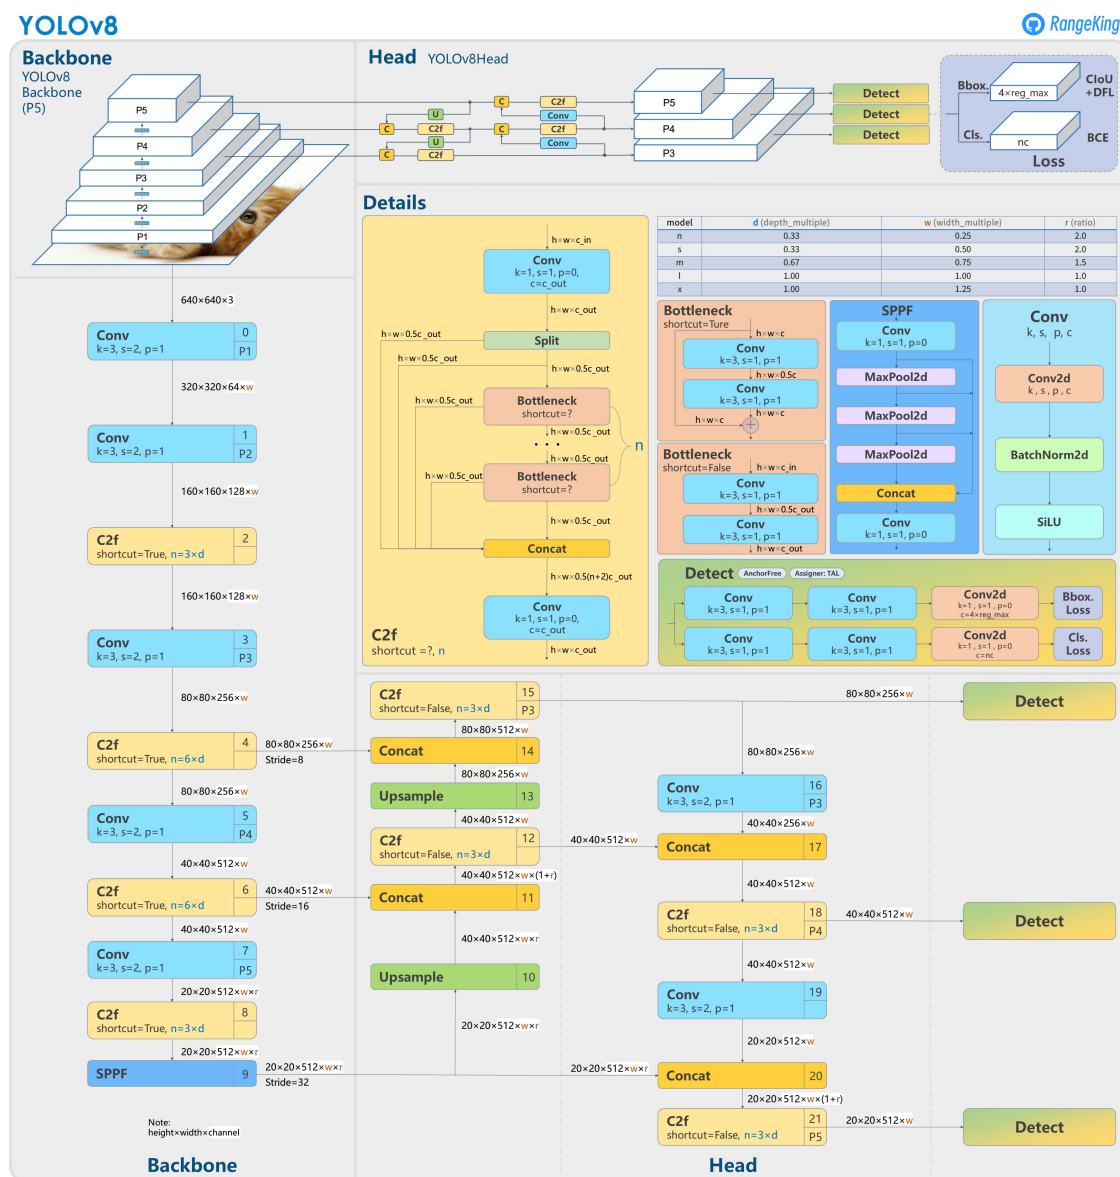 YOLOv8
RangeKing
Backbone
YOLOv8
Backbone
(P5)
P5
P4
P3
P2
P1
Head YOLOv8Head
C
C2f
U
Conv
C
C2f
C
C2f
U
Conv
C
C2f
P5
P4
P3
Detect
Detect
Detect
Bbox.
4×reg_max
CIoU
+DFL
Cls.
nc
BCE
Loss
Details
h×w×c_in
Conv
k=1, s=1, p=0,
c=c_out
h×w×c_out
h×w×0.5c_out
Split
h×w×0.5c_out
h×w×0.5c_out
h×w×0.5c_out
Bottleneck
shortcut=?
h×w×0.5c_out
• • •
n
h×w×0.5c_out
h×w×0.5c_out
Bottleneck
shortcut=?
h×w×0.5c_out
Concat
h×w×0.5(n+2)c_out
Conv
k=1, s=1, p=0,
c=c_out
C2f
shortcut =?, n
h×w×c_out
model d (depth_multiple) w (width_multiple) r (ratio)
n 0.33 0.25 2.0
s 0.33 0.50 2.0
m 0.67 0.75 1.5
l 1.00 1.00 1.0
x 1.00 1.25 1.0
Bottleneck
shortcut=Ture
h×w×c
Conv
k=3, s=1, p=1
h×w×0.5c
Conv
k=3, s=1, p=1
h×w×c
h×w×c
+
Bottleneck
shortcut=False
h×w×c_in
Conv
k=3, s=1, p=1
h×w×0.5c_out
Conv
k=3, s=1, p=1
h×w×c_out
SPPF
Conv
k=1, s=1, p=0
MaxPool2d
MaxPool2d
MaxPool2d
Concat
Conv
k=1, s=1, p=0
Conv
k, s, p, c
Conv2d
k, s, p, c
BatchNorm2d
SiLU
Detect AnchorFree Assigner: TAL
Conv
k=3, s=1, p=1
Conv
k=3, s=1, p=1
Conv2d
k=1, s=1, p=0
c=4×reg_max
Bbox.
Loss
Conv
k=3, s=1, p=1
Conv
k=3, s=1, p=1
Conv2d
k=1, s=1, p=0
c=nc
Cls.
Loss
640×640×3
Conv
k=3, s=2, p=1
0
P1
320×320×64×w
Conv
k=3, s=2, p=1
1
P2
160×160×128×w
C2f
shortcut=True, n=3×d
2
160×160×128×w
Conv
k=3, s=2, p=1
3
P3
80×80×256×w
C2f
shortcut=True, n=6×d
4
80×80×256×w
Stride=8
80×80×256×w
Conv
k=3, s=2, p=1
5
P4
40×40×512×w
C2f
shortcut=True, n=6×d
6
40×40×512×w
Stride=16
40×40×512×w
Conv
k=3, s=2, p=1
7
P5
20×20×512×w×r
C2f
shortcut=True, n=3×d
8
20×20×512×w×r
SPPF
9
20×20×512×w×r
Stride=32
Note:
height×width×channel
Backbone
C2f
shortcut=False, n=3×d
15
P3
80×80×256×w
80×80×512×w
Concat 14
80×80×256×w
Upsample 13
40×40×512×w
C2f
shortcut=False, n=3×d
12
40×40×512×w
40×40×512×w×(1+r)
Concat 11
40×40×512×w×r
Upsample 10
20×20×512×w×r
20×20×512×w×r
80×80×256×w
Conv
k=3, s=2, p=1
16
P3
40×40×256×w
Concat 17
40×40×512×w
C2f
shortcut=False, n=3×d
18
P4
40×40×512×w
40×40×512×w
Conv
k=3, s=2, p=1
19
20×20×512×w
Concat 20
20×20×512×w×(1+r)
C2f
shortcut=False, n=3×d
21
P5
20×20×512×w
Detect
Detect
Detect
Head